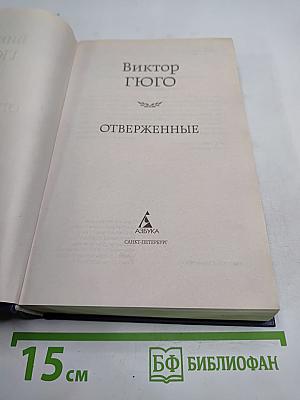 Виктор
ГЮГО
ОТВЕРЖЕННЫЕ
АЗБУКА
САНКТ-ПЕТЕРБУРГ
15 см
БФ БИБЛИОФАН